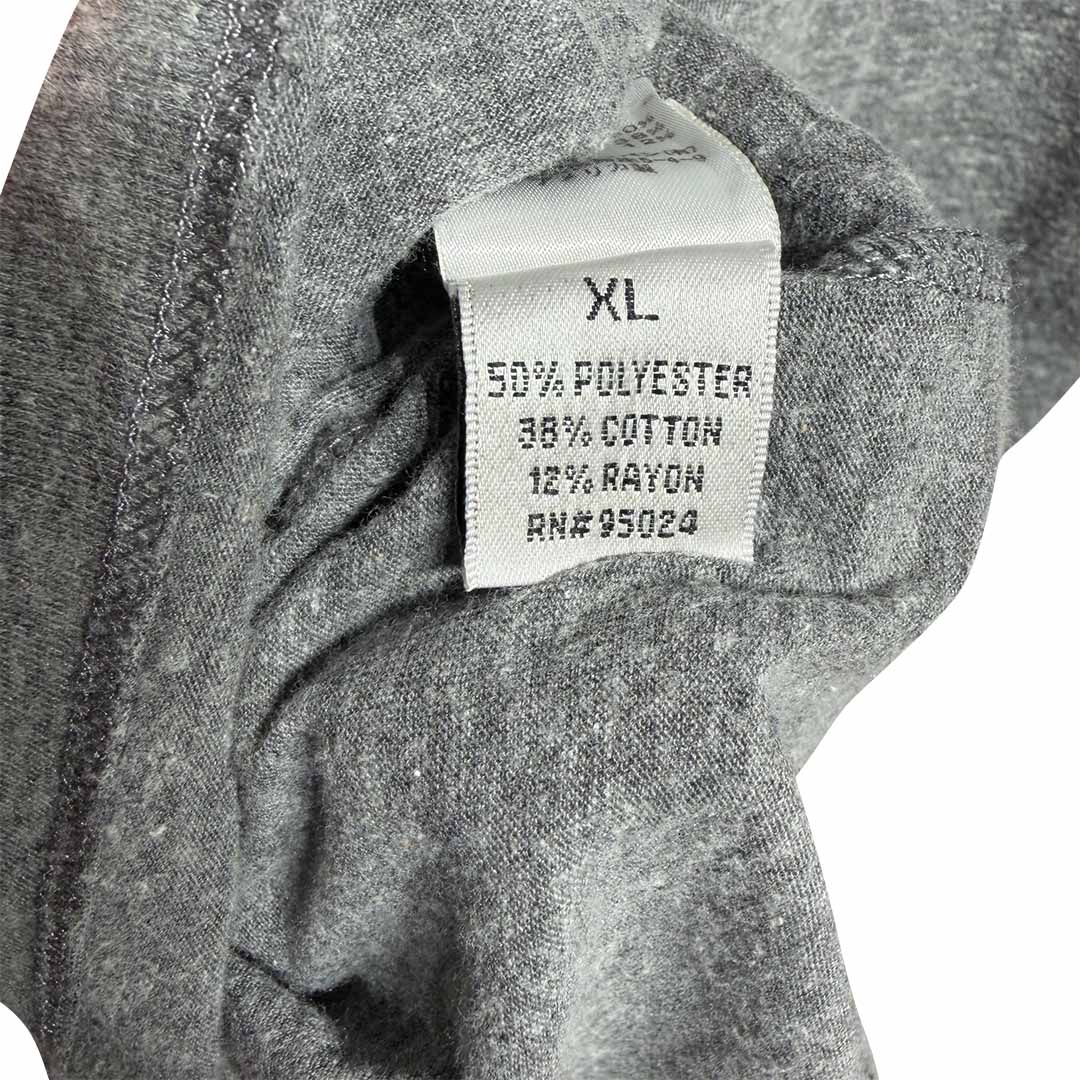 XL
50% POLYESTER
38% COTTON
12% RAYON
RN# 95024